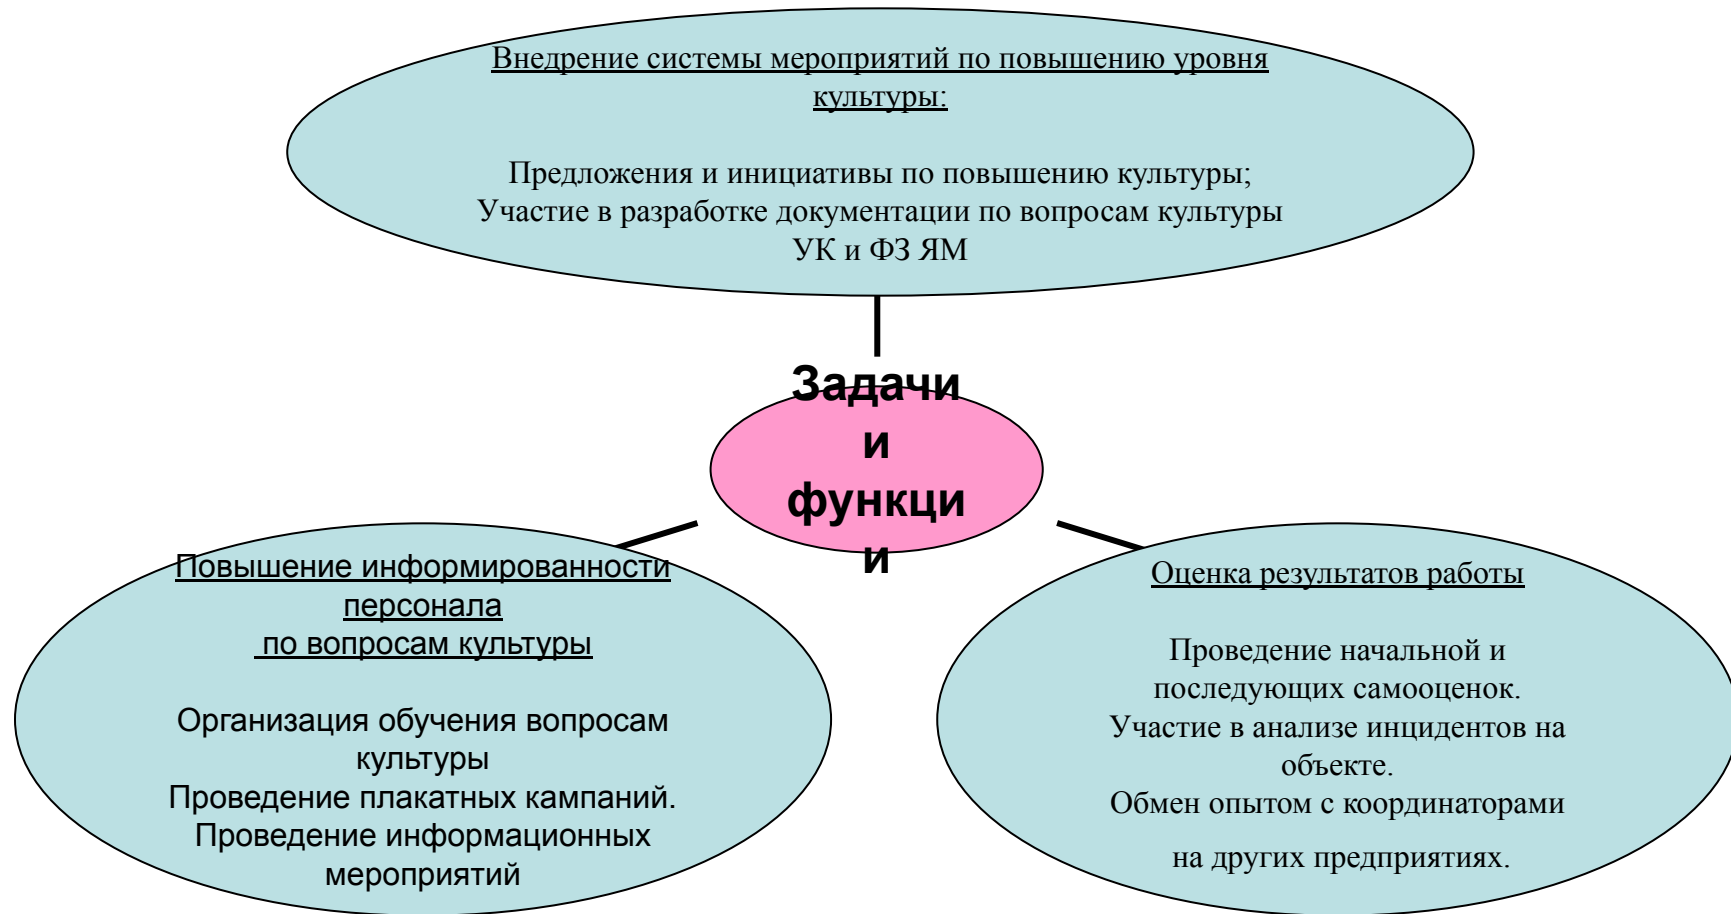 Внедрение системы мероприятий по повышению уровня
культуры:
Предложения и инициативы по повышению культуры;
Участие в разработке документации по вопросам культуры
УК и ФЗ ЯМ
Задачи
и
функци
и
Повышение информированности
персонала
по вопросам культуры
Организация обучения вопросам
культуры
Проведение плакатных кампаний.
Проведение информационных
мероприятий
Оценка результатов работы
Проведение начальной и
последующих самооценок.
Участие в анализе инцидентов на
объекте.
Обмен опытом с координаторами
на других предприятиях.